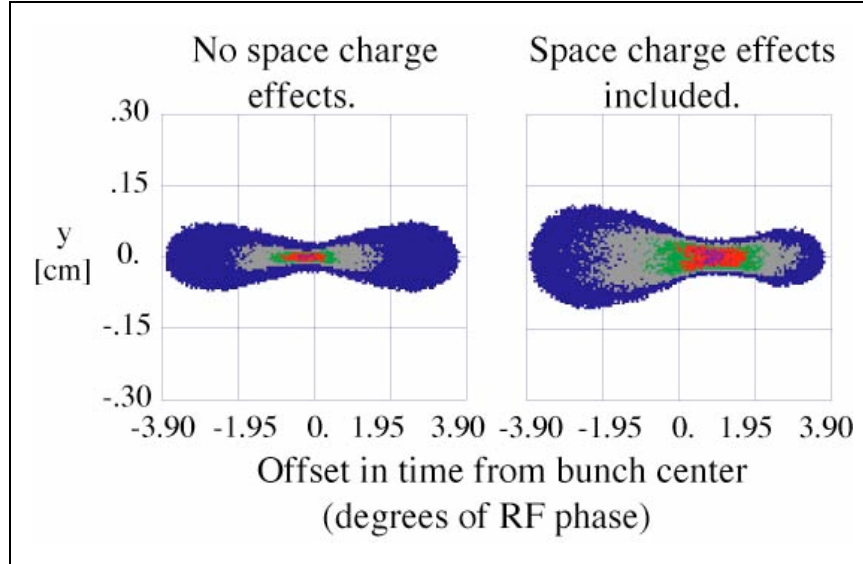 No space charge
effects.
Space charge effects
included.
.30
.15
y
[cm]
0.
-.15
-.30
-3.90 -1.95 0. 1.95 3.90 -3.90 -1.95 0. 1.95 3.90
Offset in time from bunch center
(degrees of RF phase)